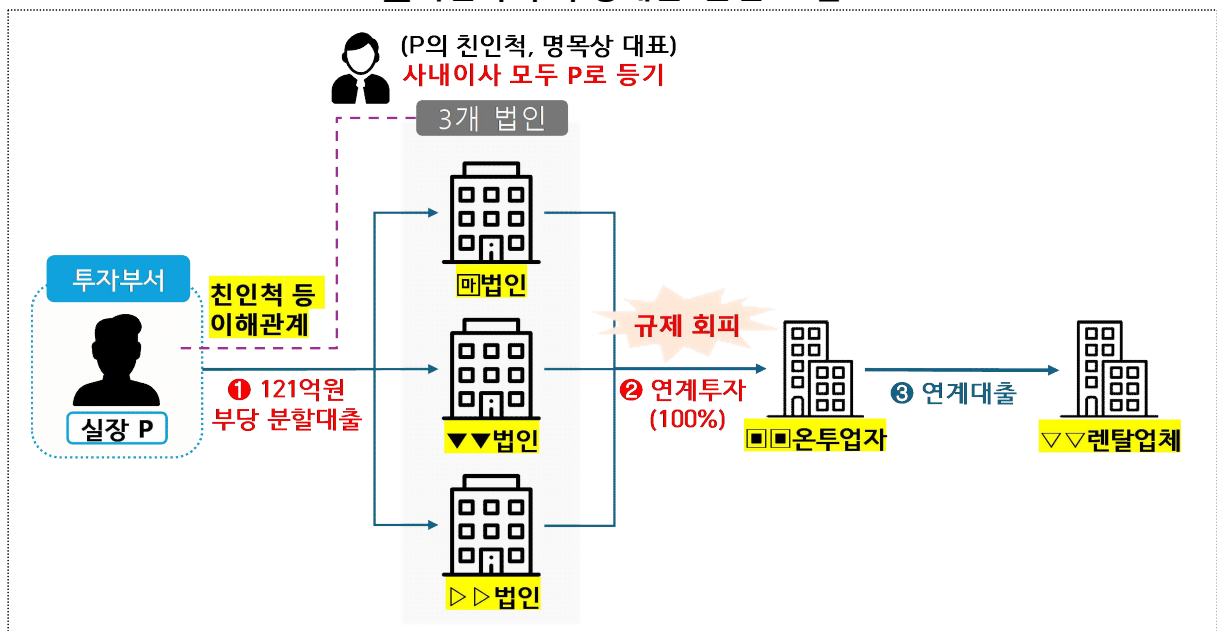 (P의 친인척, 명목상 대표)
사내이사 모두 P로 등기
3개 법인
투자부서
친인척 등
이해관계
실장 P
❶ 121억원
부당 분할대출
㈤법인
▼▼법인
▷▷법인
규제 회피
❷ 연계투자
(100%)
▣▣온투업자
❸ 연계대출
▽▽렌탈업체